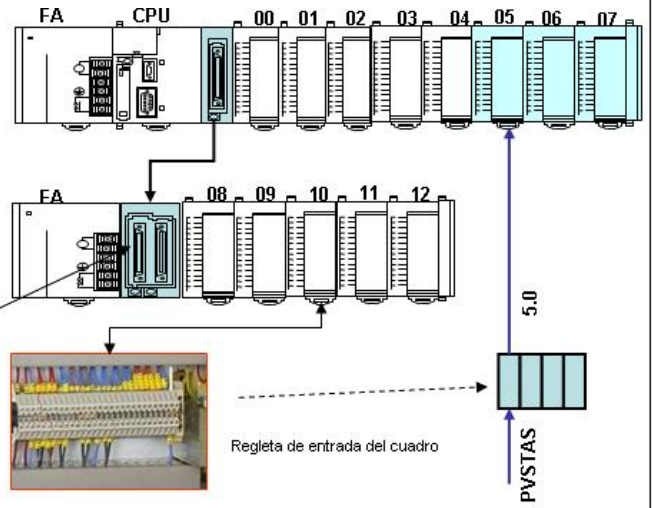 FA CPU 00 01 02 03 04 05 06 07
FA 08 09 10 11 12
5.0
Regleta de entrada del cuadro
PVSTAS